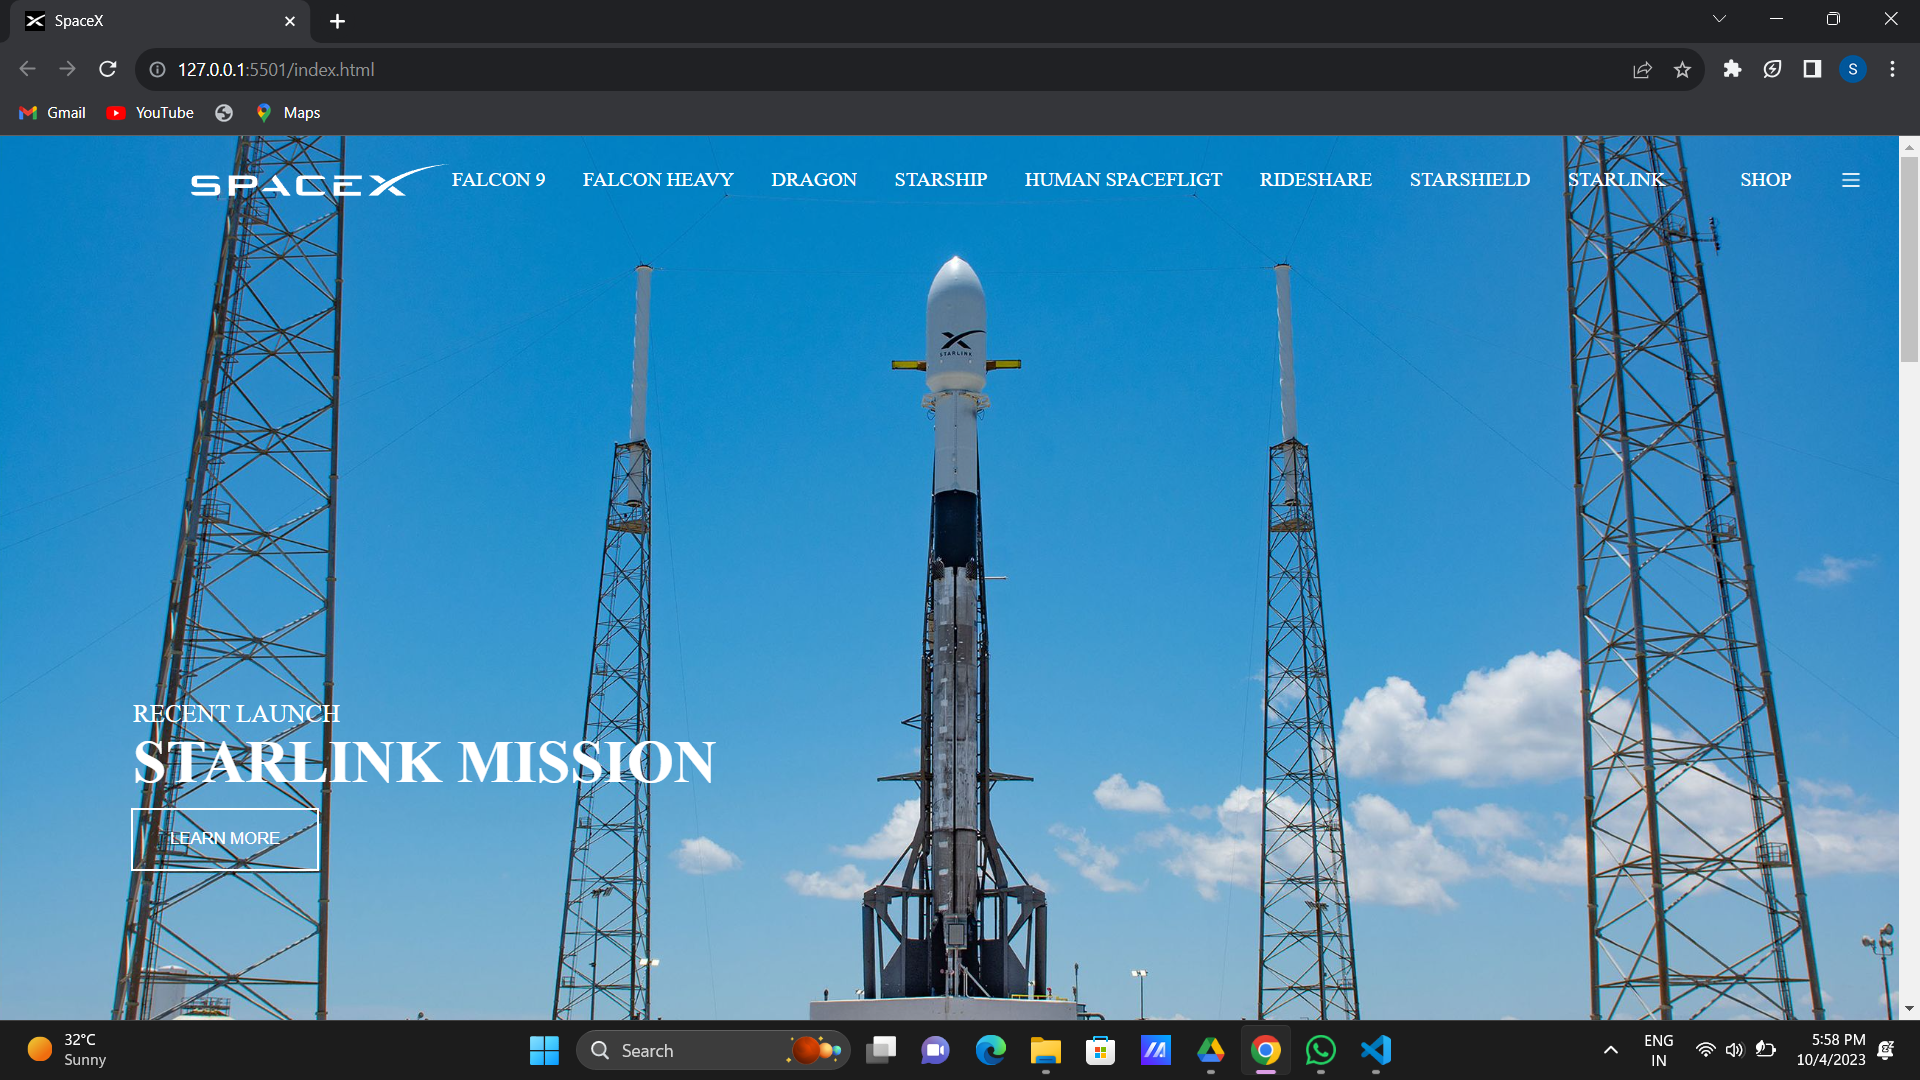 SpaceX
127.0.0.1:5501/index.html
S
Gmail YouTube Maps
SPACEX FALCON 9 FALCON HEAVY DRAGON STARSHIP HUMAN SPACEFLIGT RIDESHARE STARSHIELD STARLINK SHOP
STARLINK
RECENT LAUNCH
STARLINK MISSION
LEARN MORE
32°C
Sunny
Search
ENG
IN
5:58 PM
10/4/2023